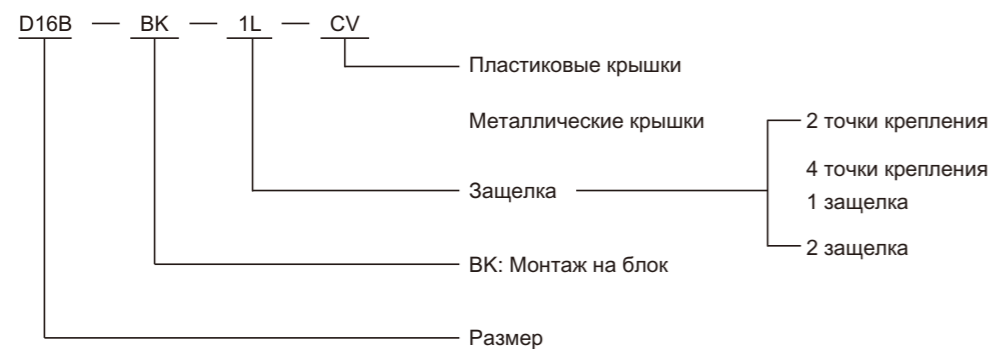 D16B — BK — 1L — CV
Пластиковые крышки
Металлические крышки
2 точки крепления
4 точки крепления
Защелка
1 защелка
2 защелка
BK: Монтаж на блок
Размер